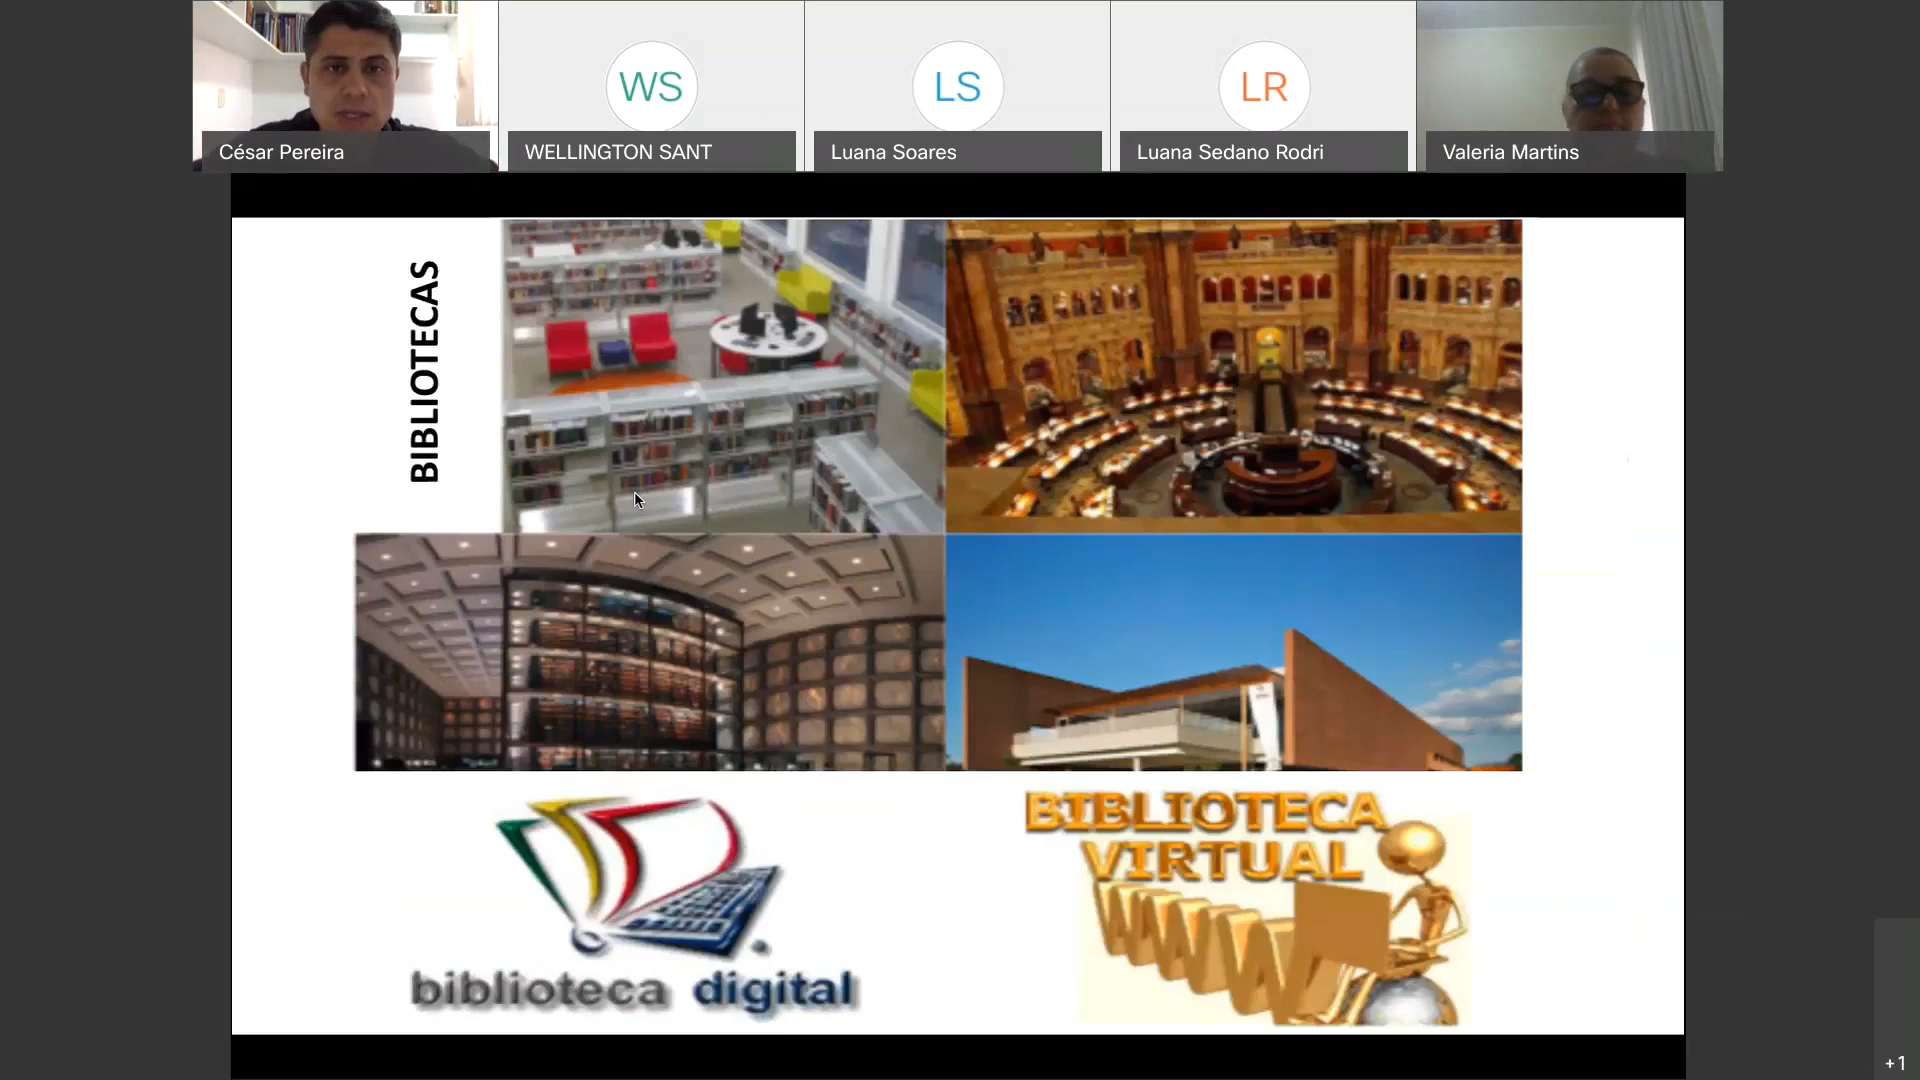 WS
LS
LR
César Pereira
WELLINGTON SANT
Luana Soares
Luana Sedano Rodri
Valeria Martins
BIBLIOTECAS
BIBLIOTECA
VIRTUAL
WWW
biblioteca digital
+1